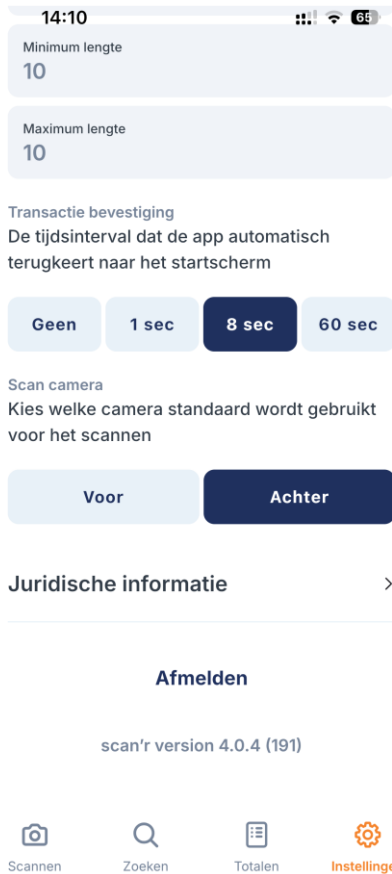 14:10
65
Minimum lengte
10
Maximum lengte
10
Transactie bevestiging
De tijdsinterval dat de app automatisch
terugkeert naar het startscherm
Geen 1 sec 8 sec 60 sec
Scan camera
Kies welke camera standaard wordt gebruikt
voor het scannen
Voor Achter
Juridische informatie
Afmelden
scan'r version 4.0.4 (191)
Scannen Zoeken Totalen Instellinge